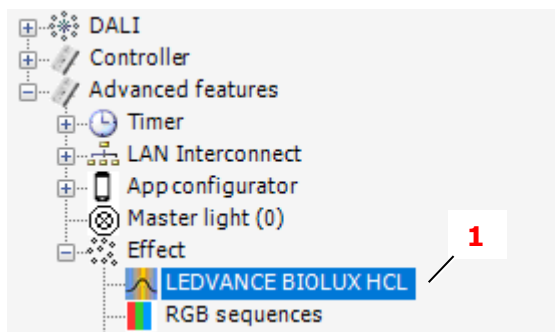 DALI
Controller
Advanced features
Timer
LAN Interconnect
App configurator
Master light (0)
1
Effect
LEDVANCE BIOLUX HCL
RGB sequences